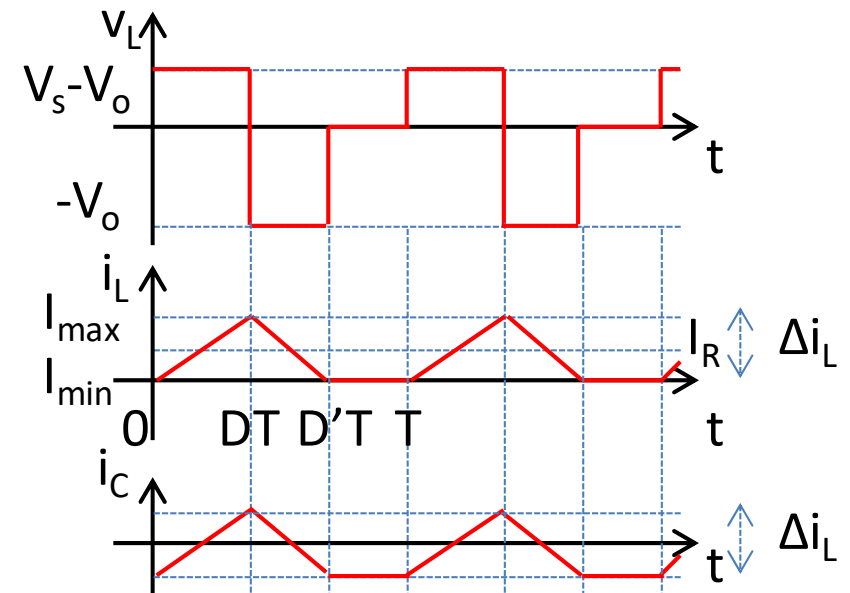 vL
Vs-Vo
t
-Vo
iL
Imax
IR
ΔiL
Imin
0 DT D'T T t
iC
ΔiL
t